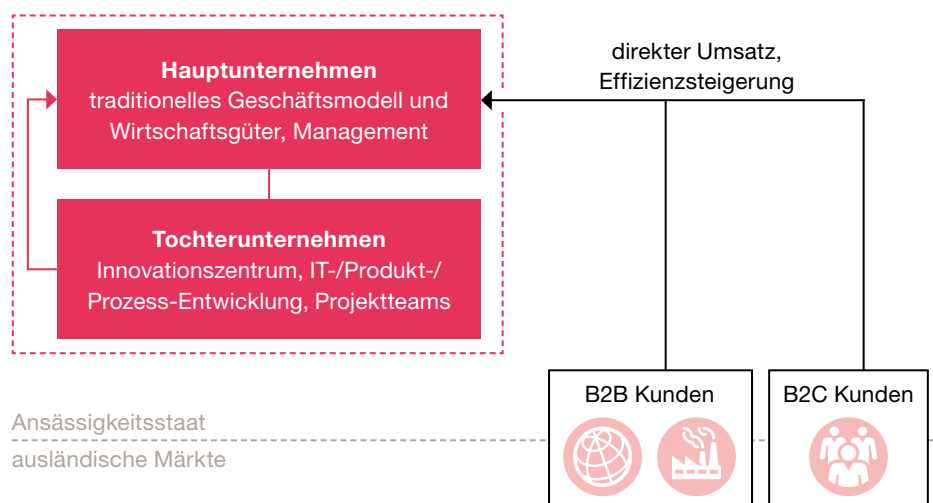 Hauptunternehmen
traditionelles Geschäftsmodell und
Wirtschaftsgüter, Management
direkter Umsatz,
Effizienzsteigerung
Tochterunternehmen
Innovationszentrum, IT-/Produkt-/
Prozess-Entwicklung, Projektteams
B2B Kunden
B2C Kunden
Ansässigkeitsstaat
ausländische Märkte